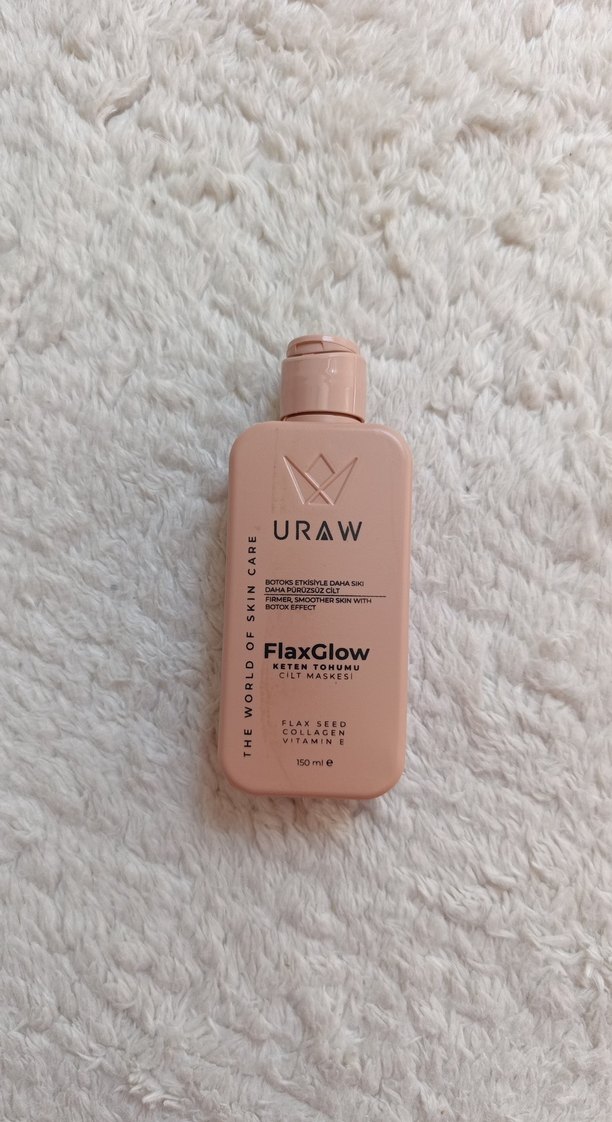 URAW
BOTOKS ETKİSİYLE DAHA SIKI
DAHA PÜRÜZSÜZ CİLT
FIRMER, SMOOTHER SKIN WITH
BOTOX EFFECT
FlaxGlow
KETEN TOHUMU
CİLT MASKESİ
FLAX SEED
COLLAGEN
VITAMIN E
150 ml ℮
THE WORLD OF SKIN CARE